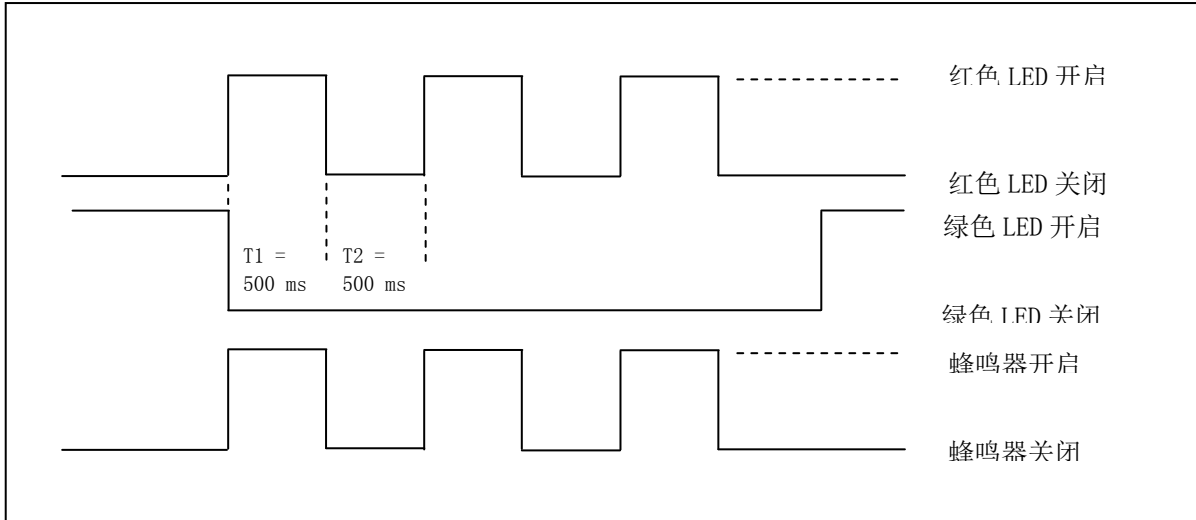 红色 LED 开启
红色 LED 关闭
绿色 LED 开启
T1 =
500 ms
T2 =
500 ms
绿色 LED 关闭
蜂鸣器开启
蜂鸣器关闭